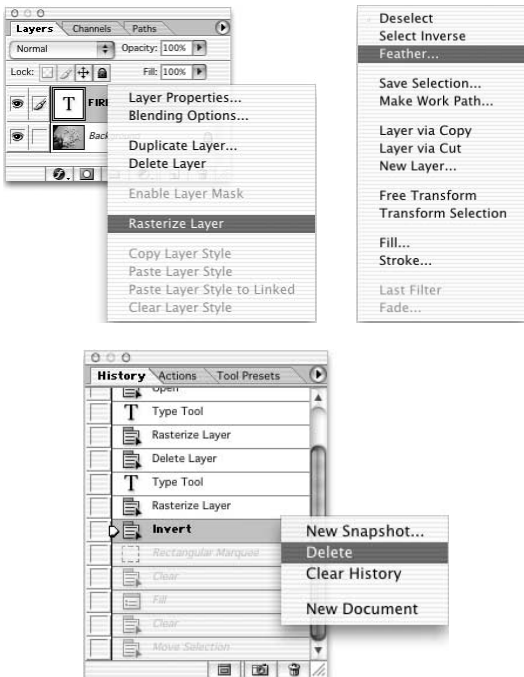 Layers Channels Paths
Normal Opacity: 100%
Lock: Fill: 100%
T FIRE
Background
Layer Properties...
Blending Options...
Duplicate Layer...
Delete Layer
Enable Layer Mask
Rasterize Layer
Copy Layer Style
Paste Layer Style
Paste Layer Style to Linked
Clear Layer Style
Deselect
Select Inverse
Feather...
Save Selection...
Make Work Path...
Layer via Copy
Layer via Cut
New Layer...
Free Transform
Transform Selection
Fill...
Stroke...
Last Filter
Fade...
History Actions Tool Presets
Open
T Type Tool
Rasterize Layer
Delete Layer
T Type Tool
Rasterize Layer
Invert
Rectangular Marquee
Clear
Fill
Clear
Move Selection
New Snapshot...
Delete
Clear History
New Document